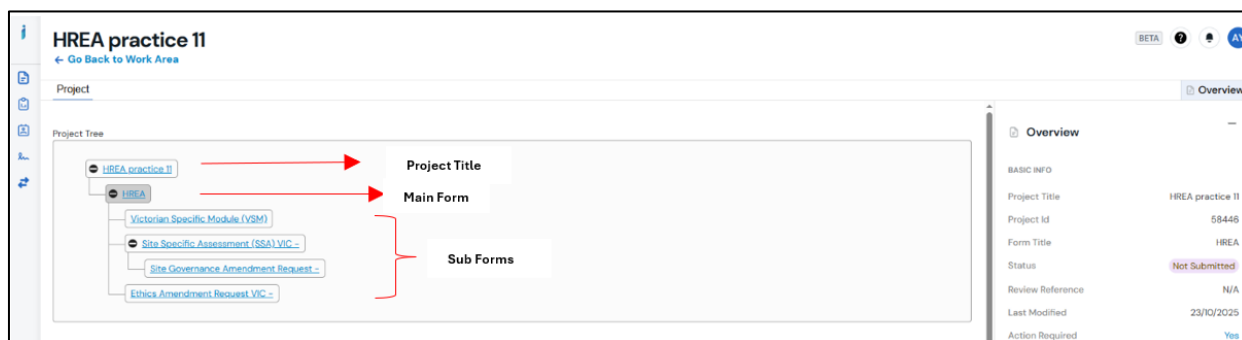 HREA practice 11
← Go Back to Work Area
BETA
?
AY
Project
Overview
Project Tree
HREA practice 11
Project Title
HREA
Main Form
Victorian Specific Module (VSM)
Site Specific Assessment (SSA) VIC -
Site Governance Amendment Request -
Ethics Amendment Request VIC -
Sub Forms
Overview
BASIC INFO
Project Title HREA practice 11
Project Id 58446
Form Title HREA
Status Not Submitted
Review Reference N/A
Last Modified 23/10/2025
Action Required Yes